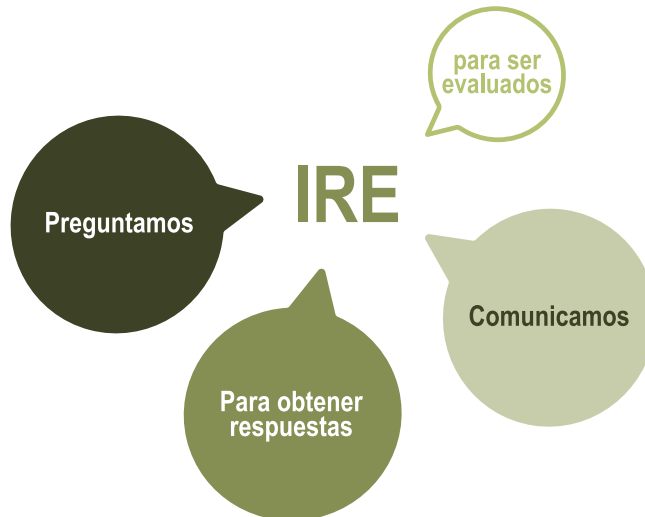 para ser
evaluados
IRE
Preguntamos
Comunicamos
Para obtener
respuestas